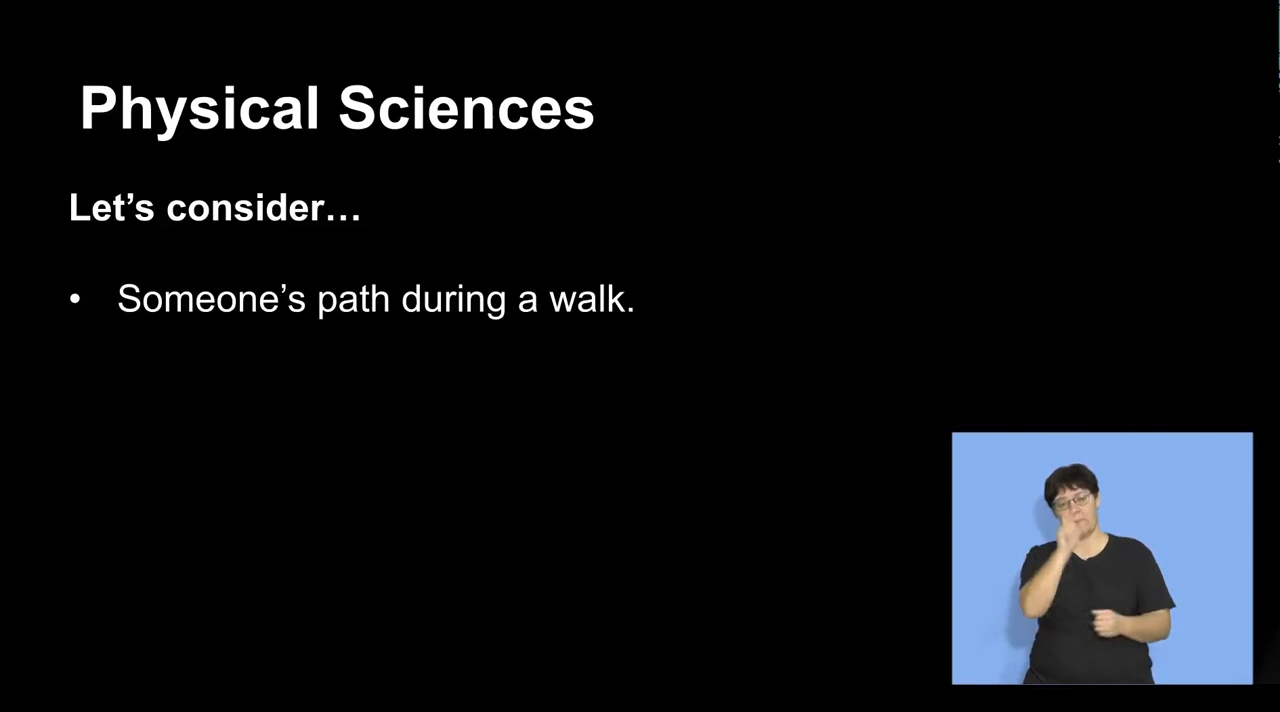 Physical Sciences
Let’s consider…
• Someone’s path during a walk.